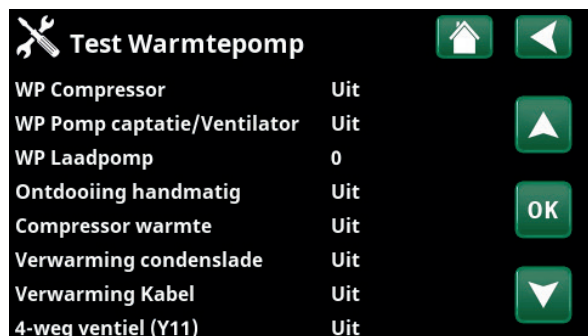 Test Warmtepomp
WP Compressor Uit
WP Pomp captatie/Ventilator Uit
WP Laadpomp 0
Ontdooiing handmatig Uit
OK
Compressor warmte Uit
Verwarming condenslade Uit
Verwarming Kabel Uit
4-weg ventiel (Y11) Uit